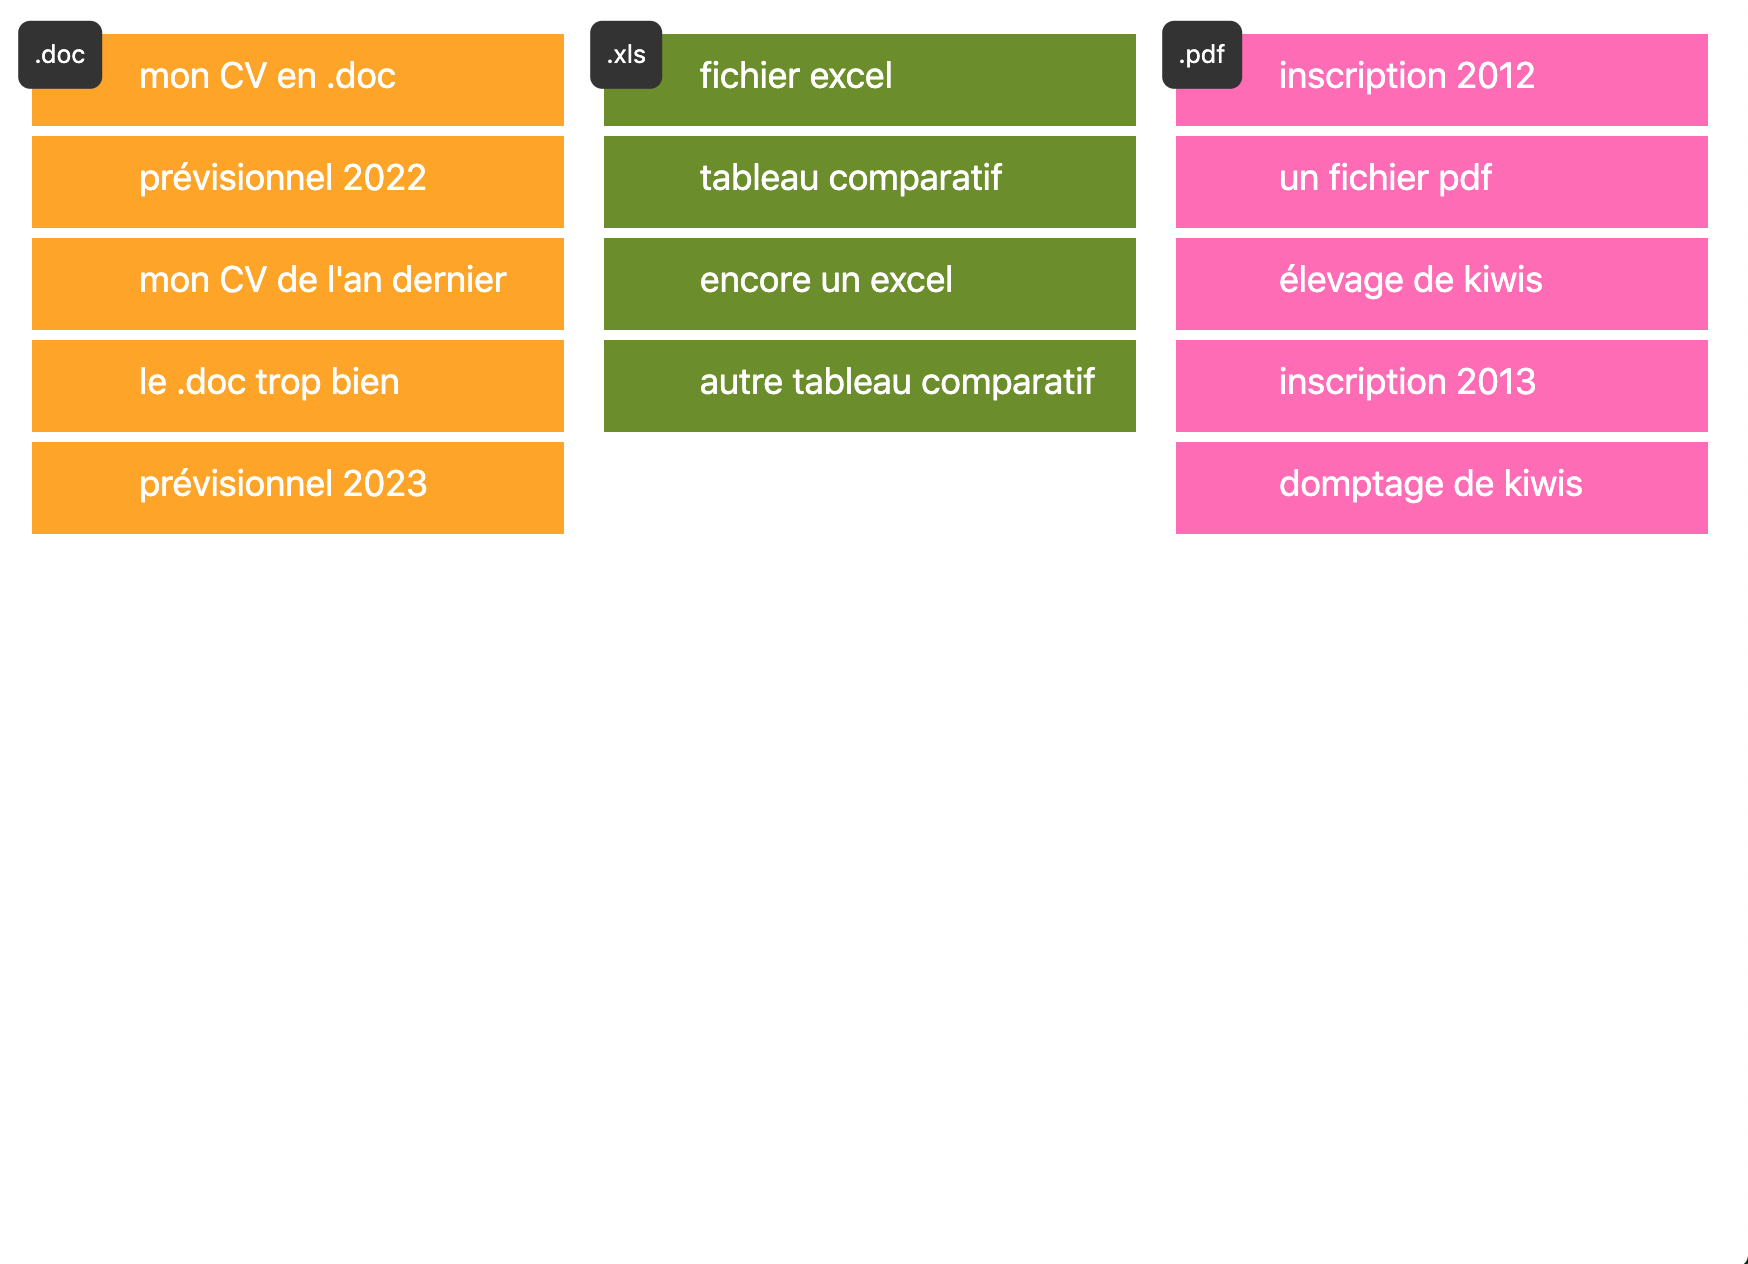 .doc
mon CV en .doc
prévisionnel 2022
mon CV de l'an dernier
le .doc trop bien
prévisionnel 2023
.xls
fichier excel
tableau comparatif
encore un excel
autre tableau comparatif
.pdf
inscription 2012
un fichier pdf
élevage de kiwis
inscription 2013
domptage de kiwis